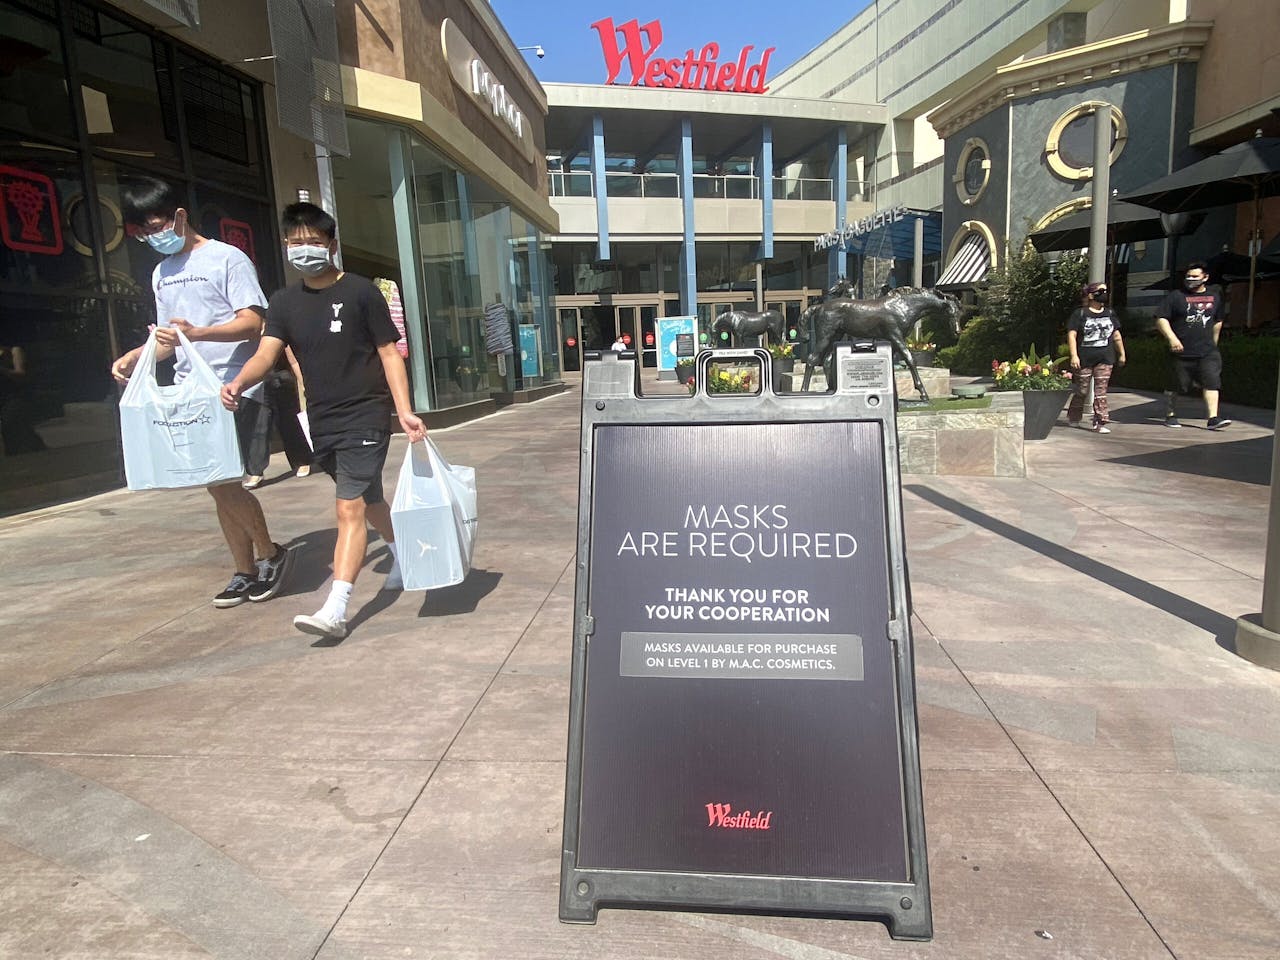 Westfield
PARIS BAGUETTE
Champion
MASKS
ARE REQUIRED
THANK YOU FOR
YOUR COOPERATION
MASKS AVAILABLE FOR PURCHASE
ON LEVEL 1 BY M.A.C. COSMETICS.
Westfield